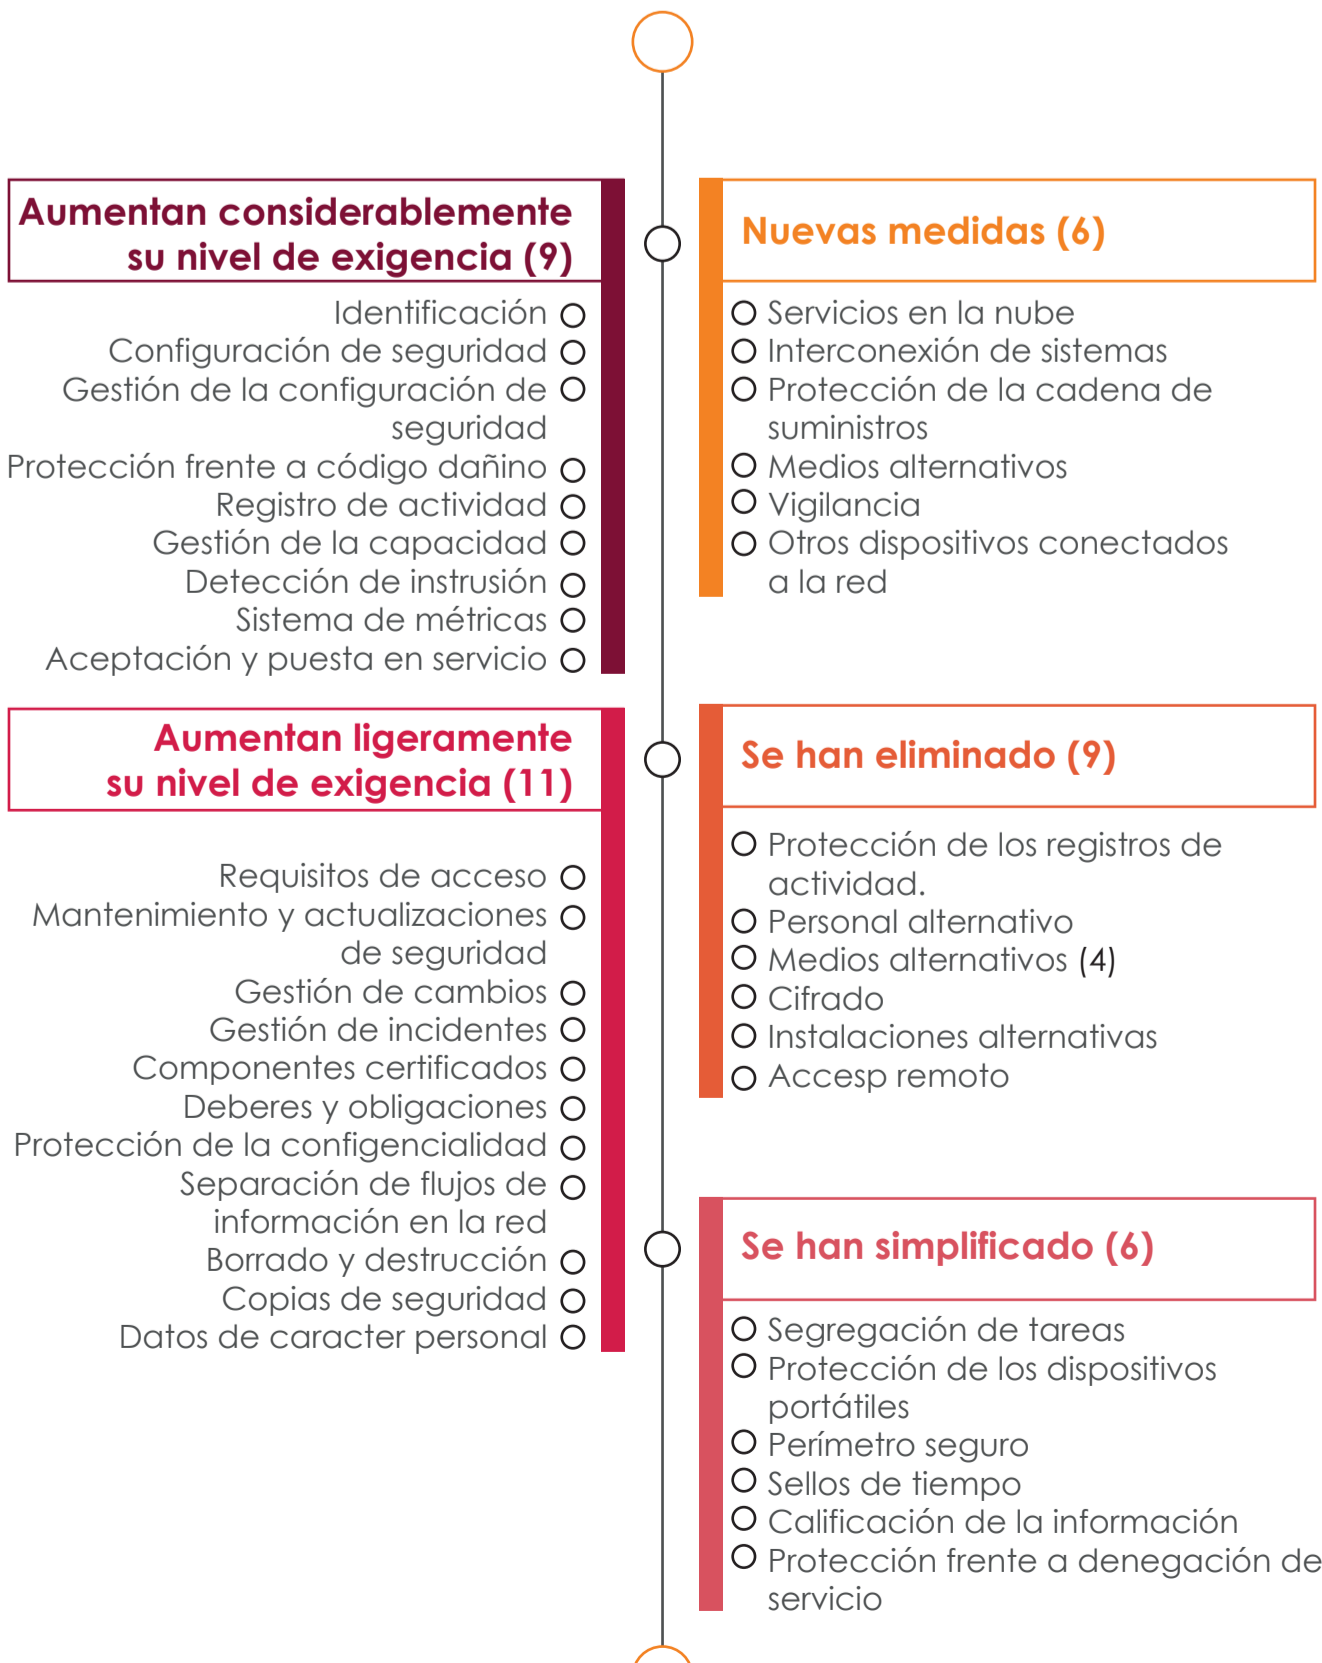 Aumentan considerablemente
su nivel de exigencia (9)
Identificación
Configuración de seguridad
Gestión de la configuración de
seguridad
Protección frente a código dañino
Registro de actividad
Gestión de la capacidad
Detección de instrusión
Sistema de métricas
Aceptación y puesta en servicio
Nuevas medidas (6)
Servicios en la nube
Interconexión de sistemas
Protección de la cadena de
suministros
Medios alternativos
Vigilancia
Otros dispositivos conectados
a la red
Aumentan ligeramente
su nivel de exigencia (11)
Requisitos de acceso
Mantenimiento y actualizaciones
de seguridad
Gestión de cambios
Gestión de incidentes
Componentes certificados
Deberes y obligaciones
Protección de la configencialidad
Separación de flujos de
información en la red
Borrado y destrucción
Copias de seguridad
Datos de caracter personal
Se han eliminado (9)
Protección de los registros de
actividad.
Personal alternativo
Medios alternativos (4)
Cifrado
Instalaciones alternativas
Accesp remoto
Se han simplificado (6)
Segregación de tareas
Protección de los dispositivos
portátiles
Perímetro seguro
Sellos de tiempo
Calificación de la información
Protección frente a denegación de
servicio